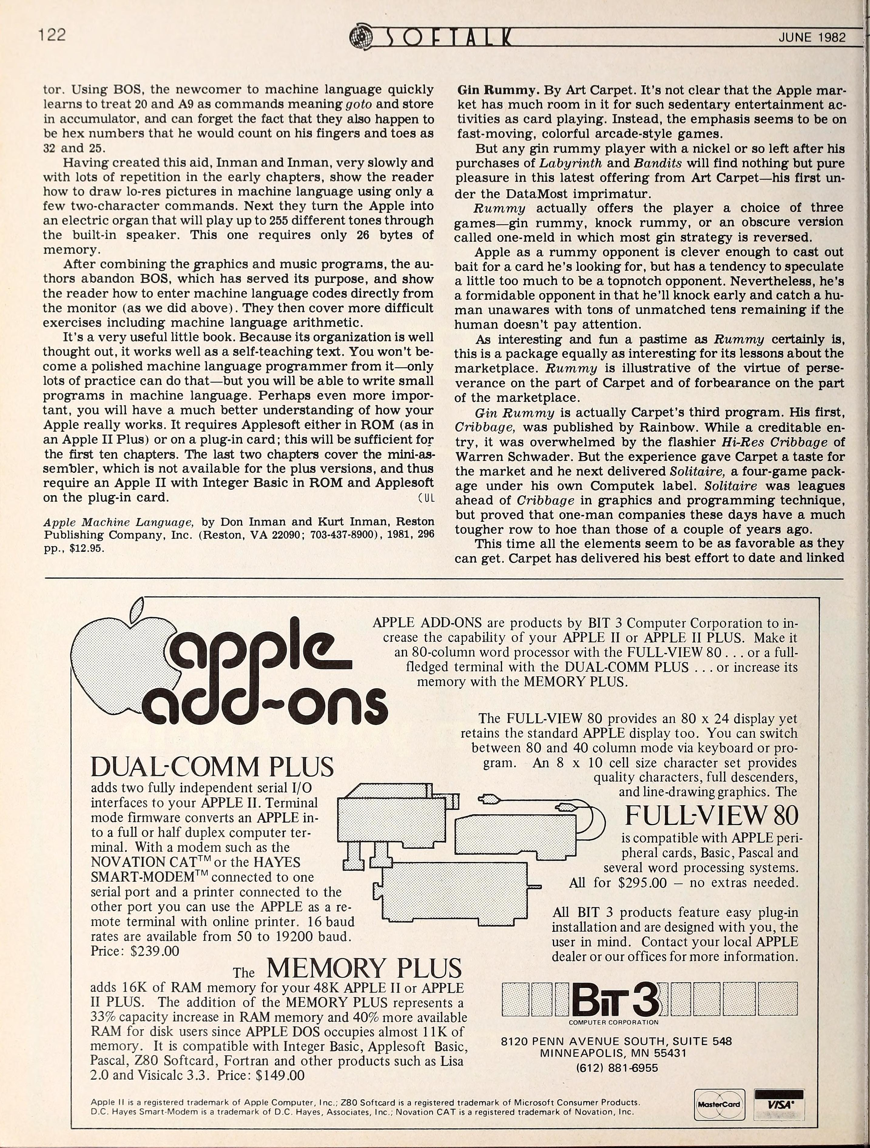 122
SOFTALK
JUNE 1982
tor. Using BOS, the newcomer to machine language quickly
learns to treat 20 and A9 as commands meaning goto and store
in accumulator, and can forget the fact that they also happen to
be hex numbers that he would count on his fingers and toes as
32 and 25.
Having created this aid, Inman and Inman, very slowly and
with lots of repetition in the early chapters, show the reader
how to draw lo-res pictures in machine language using only a
few two-character commands. Next they turn the Apple into
an electric organ that will play up to 255 different tones through
the built-in speaker. This one requires only 26 bytes of
memory.
After combining the graphics and music programs, the au-
thors abandon BOS, which has served its purpose, and show
the reader how to enter machine language codes directly from
the monitor (as we did above). They then cover more difficult
exercises including machine language arithmetic.
It's a very useful little book. Because its organization is well
thought out, it works well as a self-teaching text. You won't be-
come a polished machine language programmer from it—only
lots of practice can do that—but you will be able to write small
programs in machine language. Perhaps even more impor-
tant, you will have a much better understanding of how your
Apple really works. It requires Applesoft either in ROM (as in
an Apple II Plus) or on a plug-in card; this will be sufficient for
the first ten chapters. The last two chapters cover the mini-as-
sembler, which is not available for the plus versions, and thus
require an Apple II with Integer Basic in ROM and Applesoft
on the plug-in card. (UL
Apple Machine Language, by Don Inman and Kurt Inman, Reston
Publishing Company, Inc. (Reston, VA 22090; 703-437-8900), 1981, 296
pp., $12.95.
Gin Rummy. By Art Carpet. It's not clear that the Apple mar-
ket has much room in it for such sedentary entertainment ac-
tivities as card playing. Instead, the emphasis seems to be on
fast-moving, colorful arcade-style games.
But any gin rummy player with a nickel or so left after his
purchases of Labyrinth and Bandits will find nothing but pure
pleasure in this latest offering from Art Carpet—his first un-
der the DataMost imprimatur.
Rummy actually offers the player a choice of three
games—gin rummy, knock rummy, or an obscure version
called one-meld in which most gin strategy is reversed.
Apple as a rummy opponent is clever enough to cast out
bait for a card he's looking for, but has a tendency to speculate
a little too much to be a topnotch opponent. Nevertheless, he's
a formidable opponent in that he'll knock early and catch a hu-
man unawares with tons of unmatched tens remaining if the
human doesn't pay attention.
As interesting and fun a pastime as Rummy certainly is,
this is a package equally as interesting for its lessons about the
marketplace. Rummy is illustrative of the virtue of perse-
verance on the part of Carpet and of forbearance on the part
of the marketplace.
Gin Rummy is actually Carpet's third program. His first,
Cribbage, was published by Rainbow. While a creditable en-
try, it was overwhelmed by the flashier Hi-Res Cribbage of
Warren Schwader. But the experience gave Carpet a taste for
the market and he next delivered Solitaire, a four-game pack-
age under his own Computek label. Solitaire was leagues
ahead of Cribbage in graphics and programming technique,
but proved that one-man companies these days have a much
tougher row to hoe than those of a couple of years ago.
This time all the elements seem to be as favorable as they
can get. Carpet has delivered his best effort to date and linked
apple
add-ons
APPLE ADD-ONS are products by BIT 3 Computer Corporation to in-
crease the capability of your APPLE II or APPLE II PLUS. Make it
an 80-column word processor with the FULL-VIEW 80 . . . or a full-
fledged terminal with the DUAL-COMM PLUS . . . or increase its
memory with the MEMORY PLUS.
The FULL-VIEW 80 provides an 80 x 24 display yet
retains the standard APPLE display too. You can switch
between 80 and 40 column mode via keyboard or pro-
gram. An 8 x 10 cell size character set provides
quality characters, full descenders,
and line-drawing graphics. The
FULL-VIEW 80
is compatible with APPLE peri-
pheral cards, Basic, Pascal and
several word processing systems.
All for $295.00 – no extras needed.
All BIT 3 products feature easy plug-in
installation and are designed with you, the
user in mind. Contact your local APPLE
dealer or our offices for more information.
DUAL-COMM PLUS
adds two fully independent serial I/O
interfaces to your APPLE II. Terminal
mode firmware converts an APPLE in-
to a full or half duplex computer ter-
minal. With a modem such as the
NOVATION CAT™ or the HAYES
SMART-MODEM™ connected to one
serial port and a printer connected to the
other port you can use the APPLE as a re-
mote terminal with online printer. 16 baud
rates are available from 50 to 19200 baud.
Price: $239.00
The MEMORY PLUS
adds 16K of RAM memory for your 48K APPLE II or APPLE
II PLUS. The addition of the MEMORY PLUS represents a
33% capacity increase in RAM memory and 40% more available
RAM for disk users since APPLE DOS occupies almost 11K of
memory. It is compatible with Integer Basic, Applesoft Basic,
Pascal, Z80 Softcard, Fortran and other products such as Lisa
2.0 and Visicalc 3.3. Price: $149.00
BiT 3
COMPUTER CORPORATION
8120 PENN AVENUE SOUTH, SUITE 548
MINNEAPOLIS, MN 55431
(612) 881-6955
Apple II is a registered trademark of Apple Computer, Inc.; Z80 Softcard is a registered trademark of Microsoft Consumer Products.
D.C. Hayes Smart-Modem is a trademark of D.C. Hayes, Associates, Inc.; Novation CAT is a registered trademark of Novation, Inc.
MasterCard
VISA